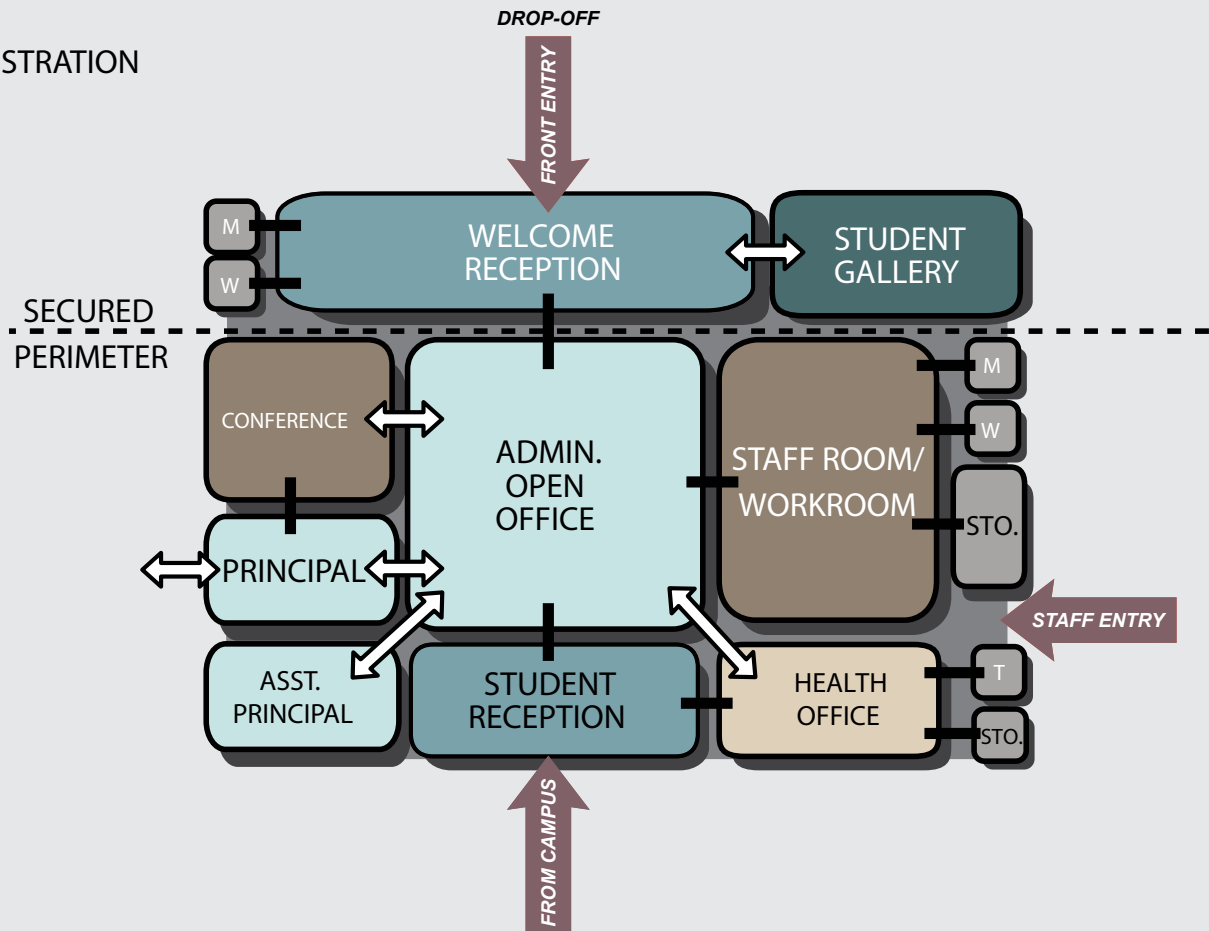 DROP-OFF
STRATION
FRONT ENTRY
M
W
WELCOME
RECEPTION
STUDENT
GALLERY
SECURED
PERIMETER
CONFERENCE
ADMIN.
OPEN
OFFICE
STAFF ROOM/
WORKROOM
M
W
STO.
PRINCIPAL
STAFF ENTRY
ASST.
PRINCIPAL
STUDENT
RECEPTION
HEALTH
OFFICE
T
STO.
FROM CAMPUS